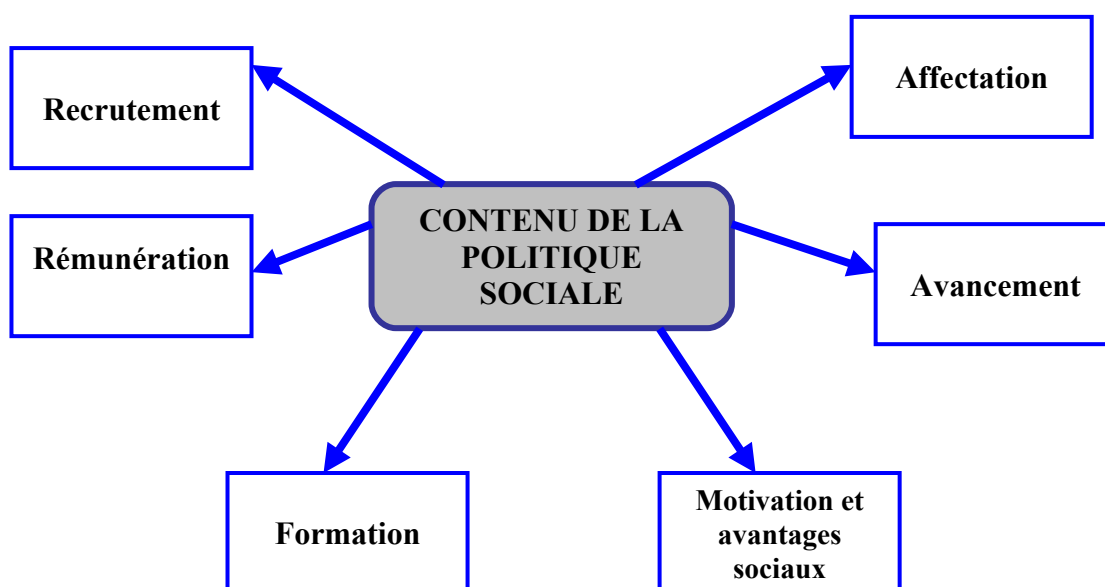 Recrutement
Affectation
CONTENU DE LA
POLITIQUE
SOCIALE
Rémunération
Avancement
Formation
Motivation et
avantages
sociaux